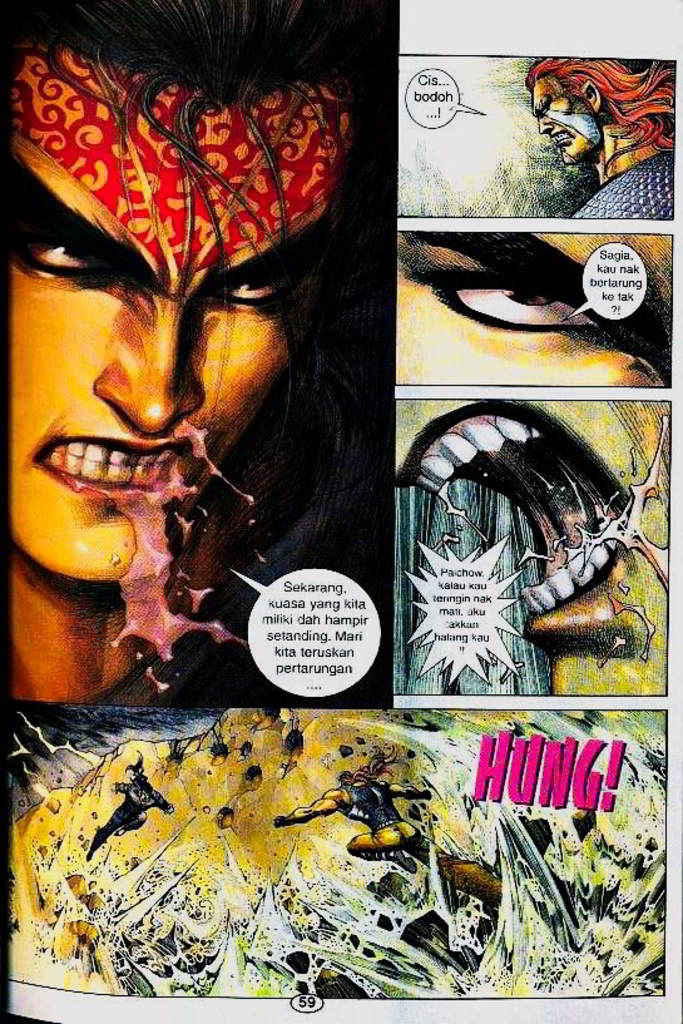 Sekarang,
kuasa yang kita
miliki dah hampir
setanding. Mari
kita teruskan
pertarungan
....
Cis...
bodoh
...!
Sagia,
kau nak
bertarung
ke tak
?!
Paichow,
kalau kau
teringin nak
mati, aku
takkan
halang kau
!!
HUNG!
59